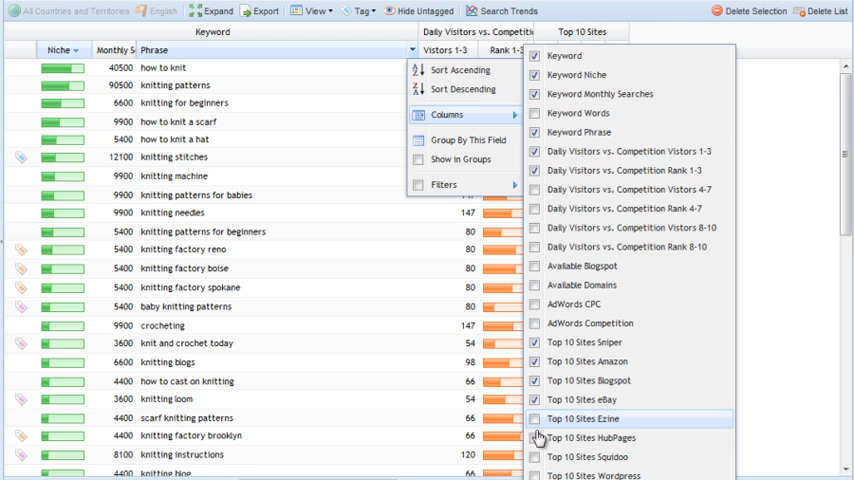 All Countries and Territories English Expand Export View Tag Hide Untagged Search Trends Delete Selection Delete List
Keyword Daily Visitors vs. Competiti Top 10 Sites
Niche Monthly S Phrase Vistors 1-3 Rank 1-3
40500 how to knit
90500 knitting patterns
6600 knitting for beginners
9900 how to knit a scarf
5400 how to knit a hat
12100 knitting stitches
9900 knitting machine
9900 knitting patterns for babies
9900 knitting needles 147
9900 knitting patterns for beginners 80
5400 knitting factory reno 80
5400 knitting factory boise 80
5400 knitting factory spokane 80
5400 baby knitting patterns 80
9900 crocheting 147
3600 knit and crochet today 54
6600 knitting blogs 98
4400 how to cast on knitting 66
3600 knitting loom 54
4400 scarf knitting patterns 66
4400 knitting factory brooklyn 66
8100 knitting instructions 120
4400 knitting blog 66
Sort Ascending
Sort Descending
Columns
Group By This Field
Show in Groups
Filters
Keyword
Keyword Niche
Keyword Monthly Searches
Keyword Words
Keyword Phrase
Daily Visitors vs. Competition Vistors 1-3
Daily Visitors vs. Competition Rank 1-3
Daily Visitors vs. Competition Vistors 4-7
Daily Visitors vs. Competition Rank 4-7
Daily Visitors vs. Competition Vistors 8-10
Daily Visitors vs. Competition Rank 8-10
Available Blogspot
Available Domains
AdWords CPC
AdWords Competition
Top 10 Sites Sniper
Top 10 Sites Amazon
Top 10 Sites Blogspot
Top 10 Sites eBay
Top 10 Sites Ezine
Top 10 Sites HubPages
Top 10 Sites Squidoo
Top 10 Sites Wordpress